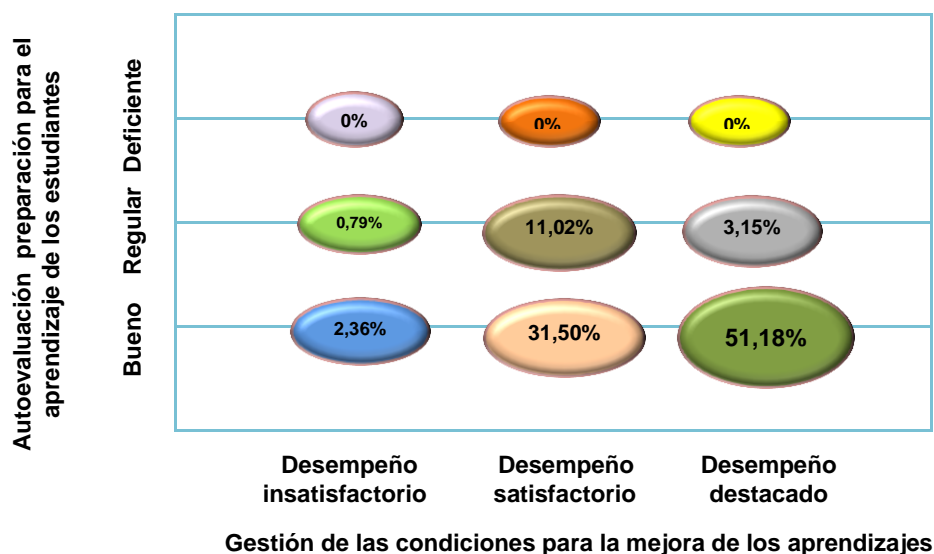 Autoevaluación preparación para el
aprendizaje de los estudiantes
Deficiente
0%
0%
0%
Regular
0,79%
11,02%
3,15%
Bueno
2,36%
31,50%
51,18%
Desempeño
insatisfactorio
Desempeño
satisfactorio
Desempeño
destacado
Gestión de las condiciones para la mejora de los aprendizajes